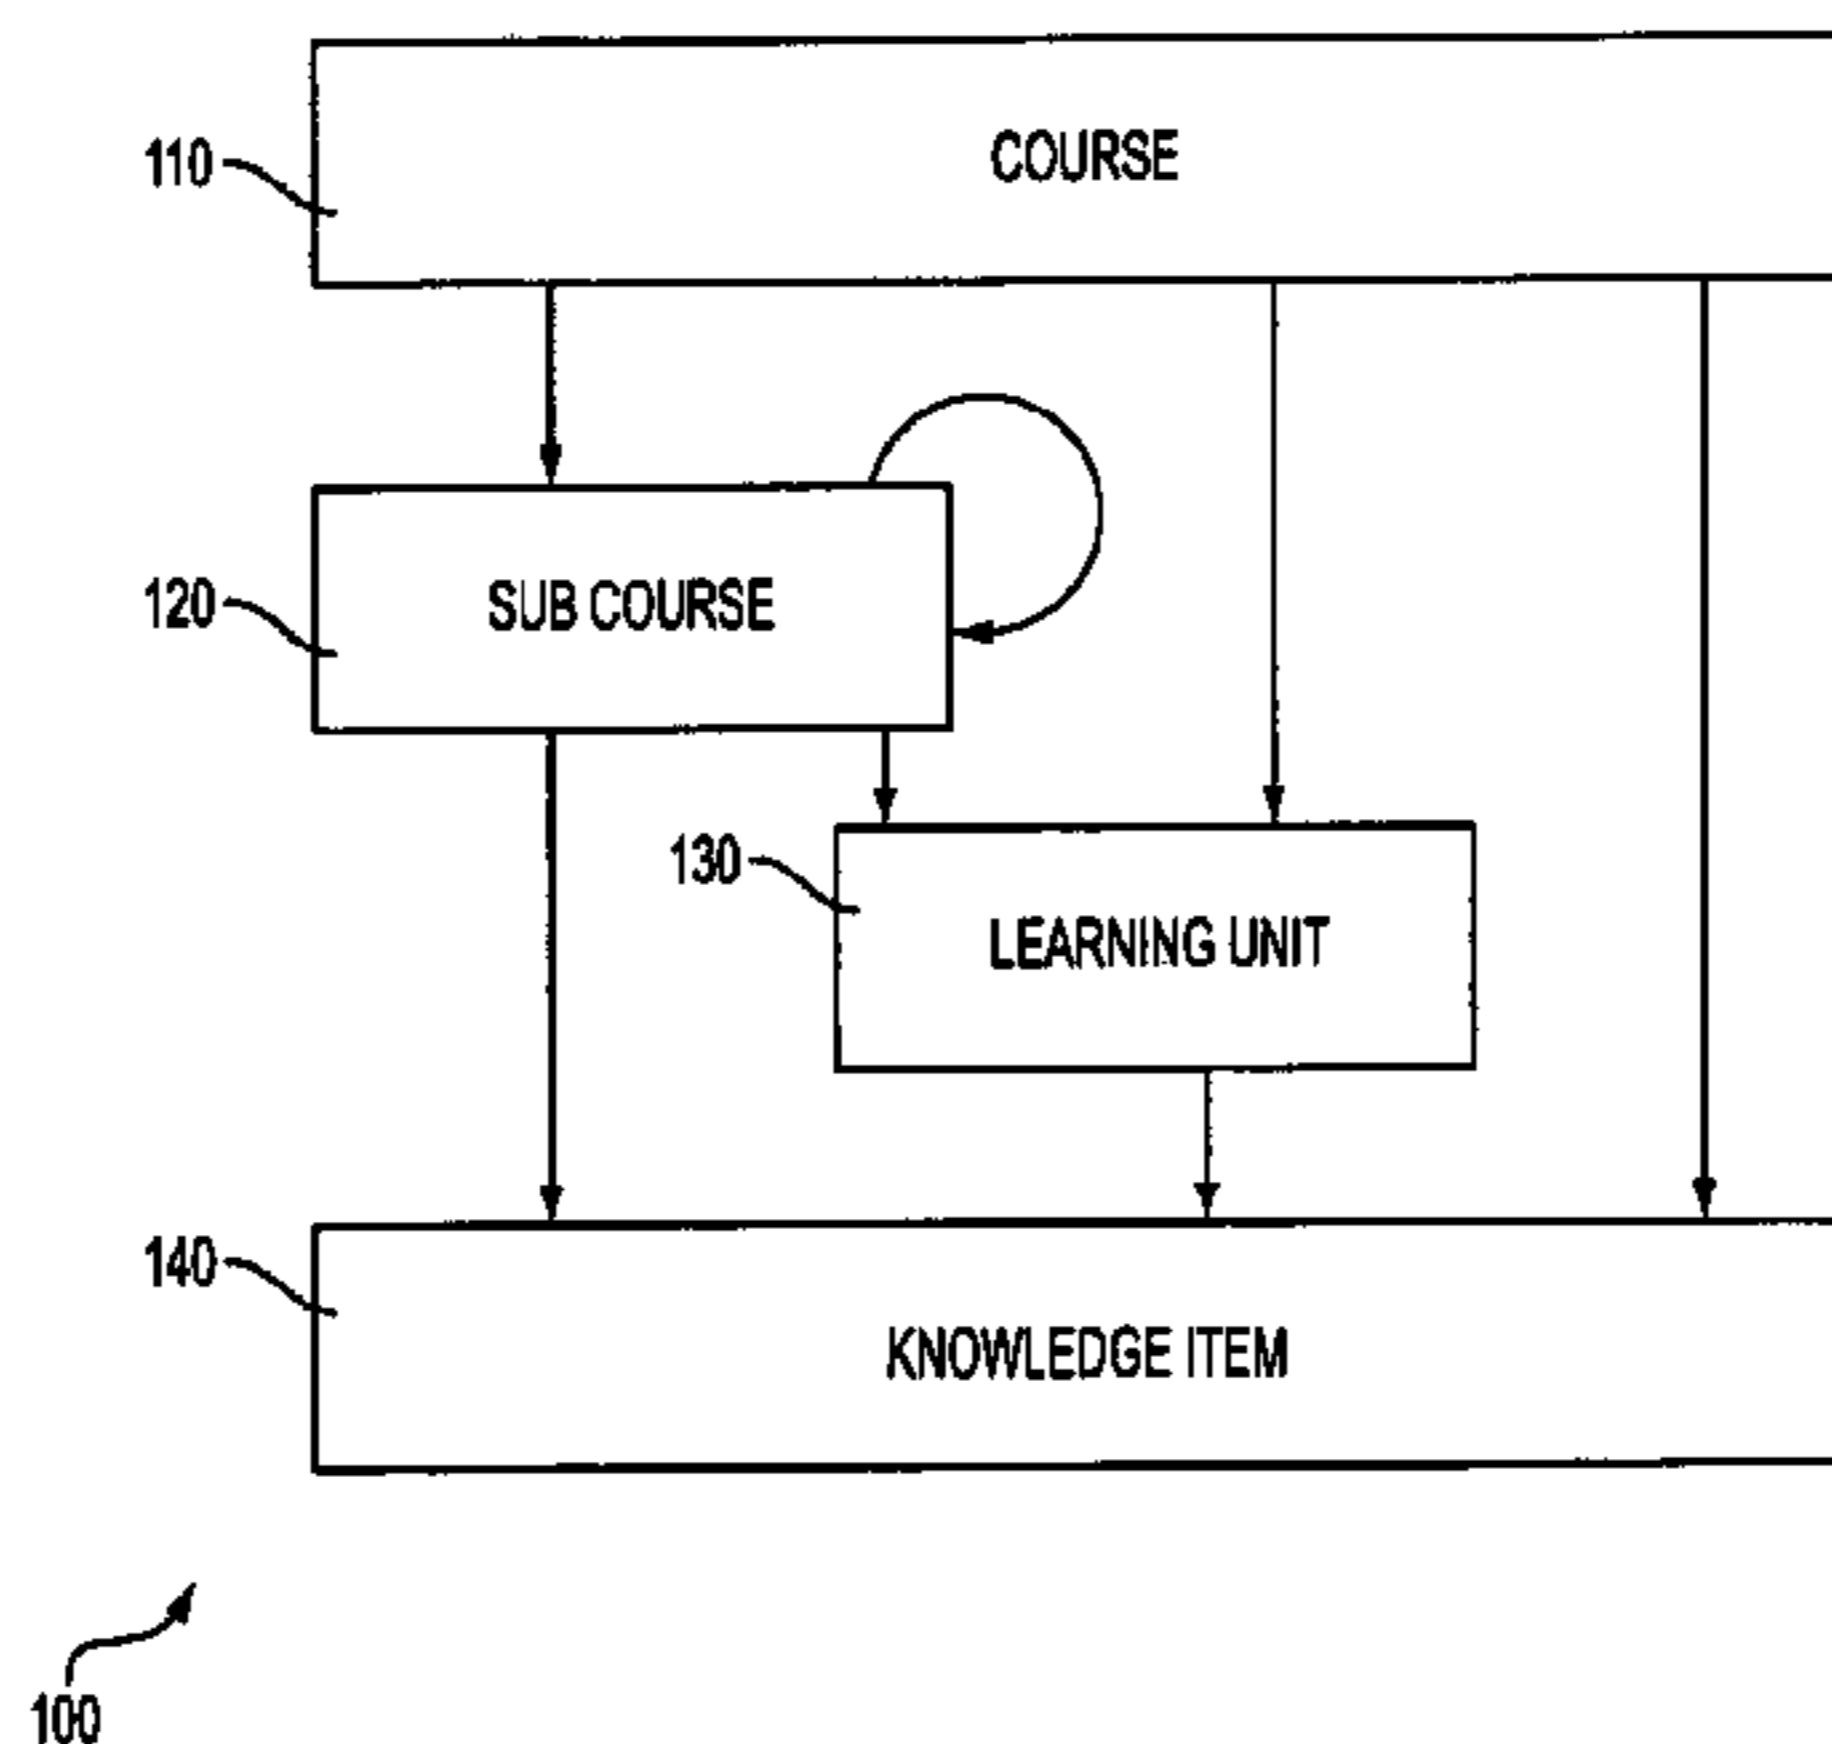 COURSE
110
SUB COURSE
120
130
LEARNING UNIT
140
KNOWLEDGE ITEM
100